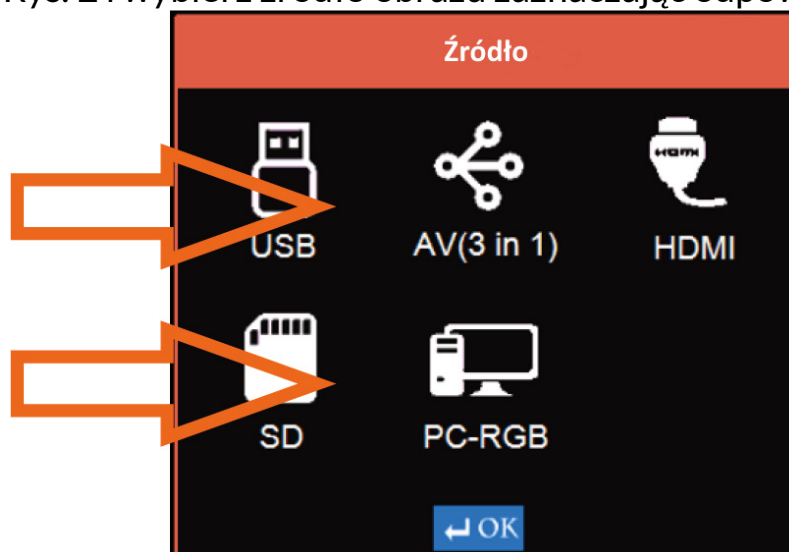 Źródło
USB
AV(3 in 1)
HDMI
SD
PC-RGB
OK